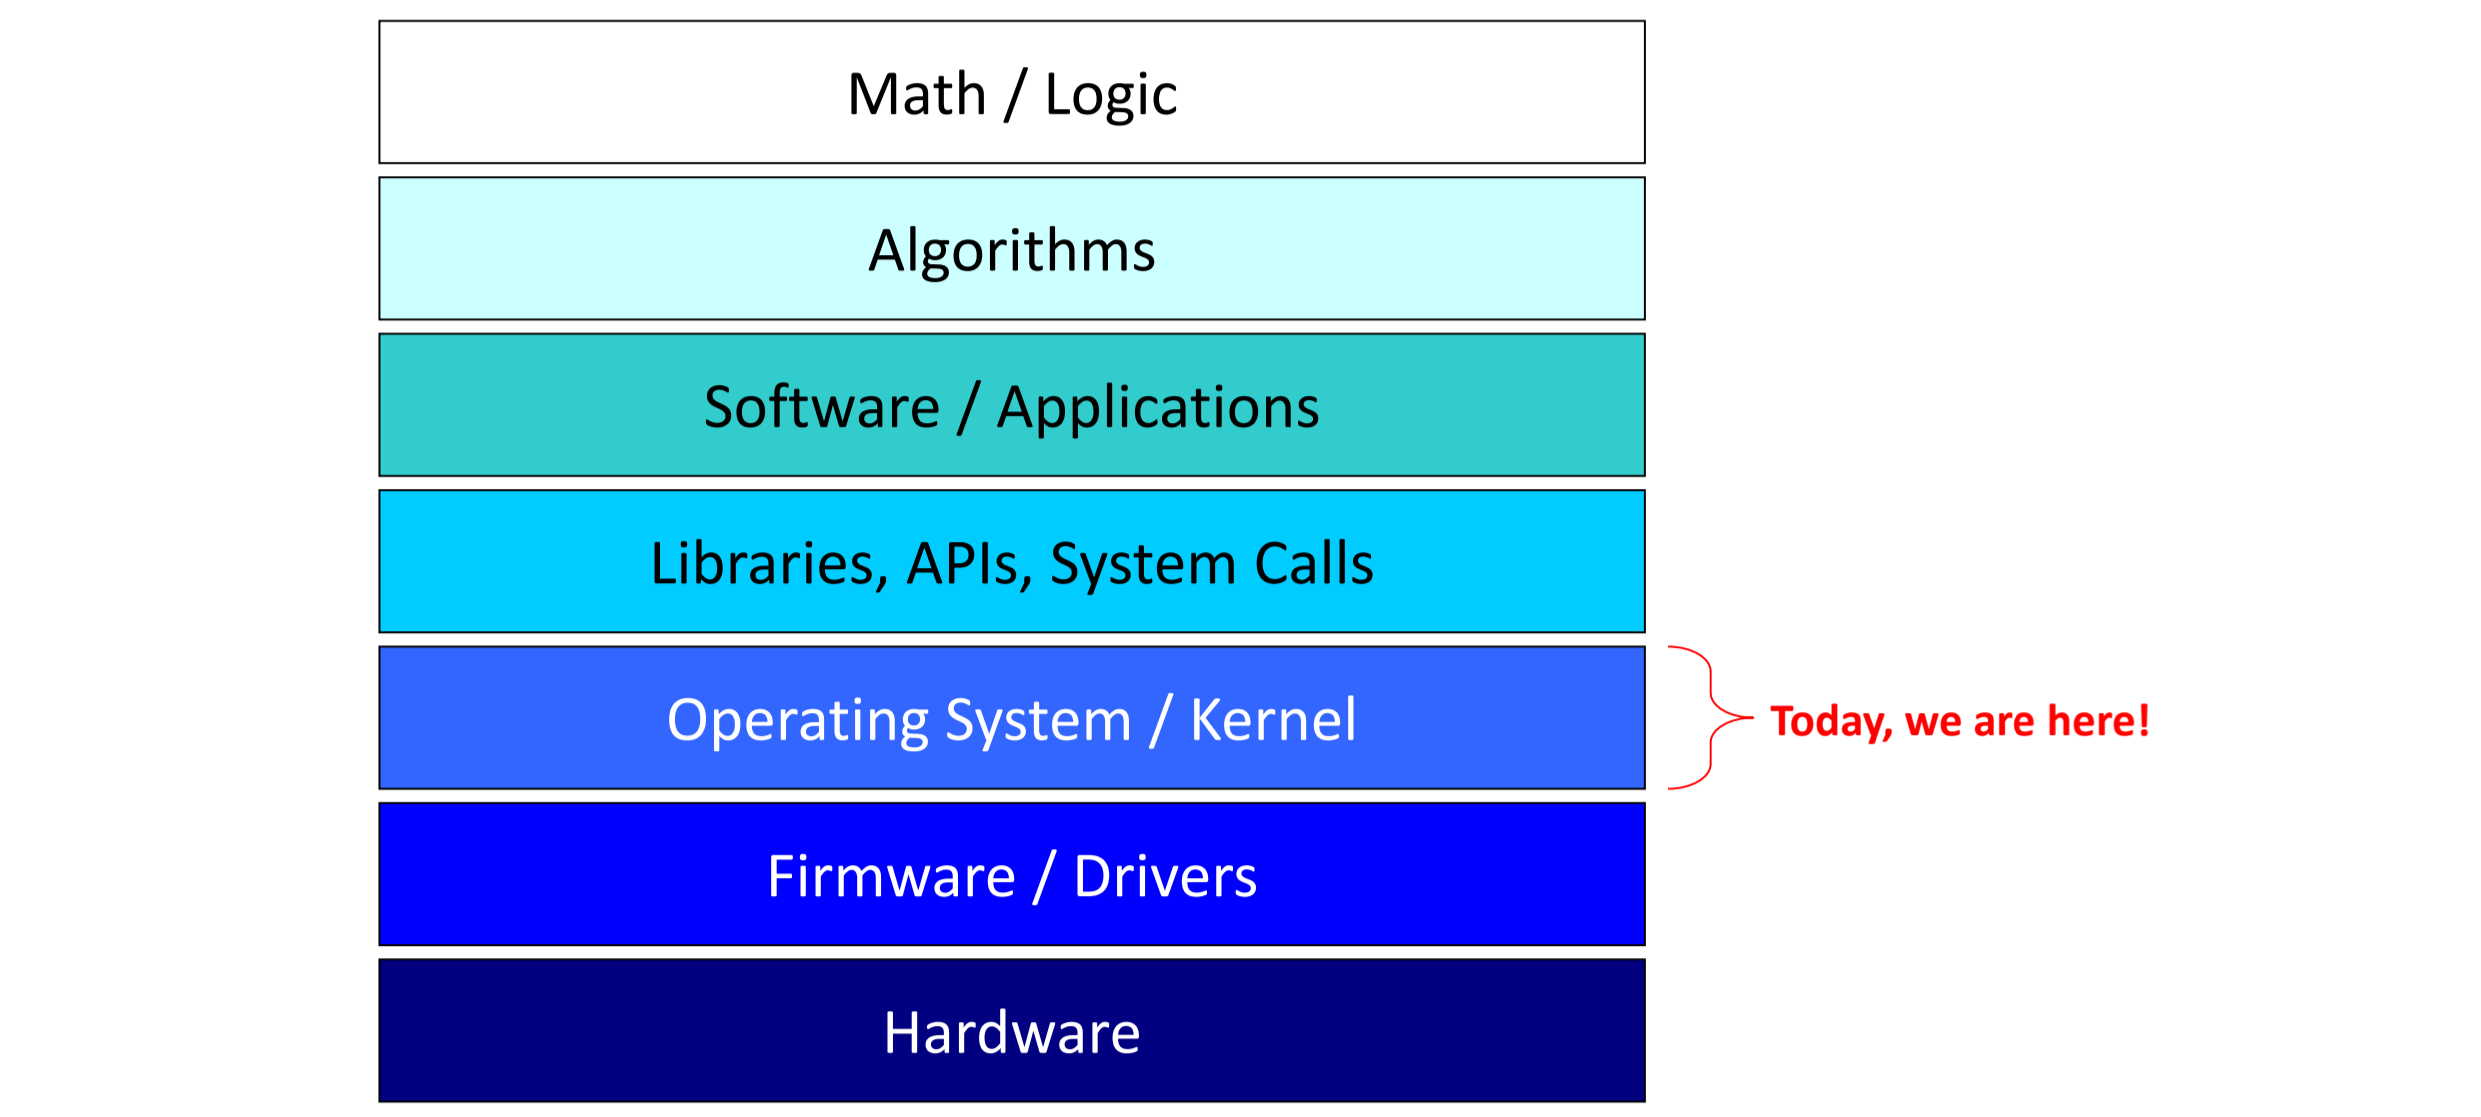 Math / Logic
Algorithms
Software / Applications
Libraries, APIs, System Calls
Operating System / Kernel
Today, we are here!
Firmware / Drivers
Hardware